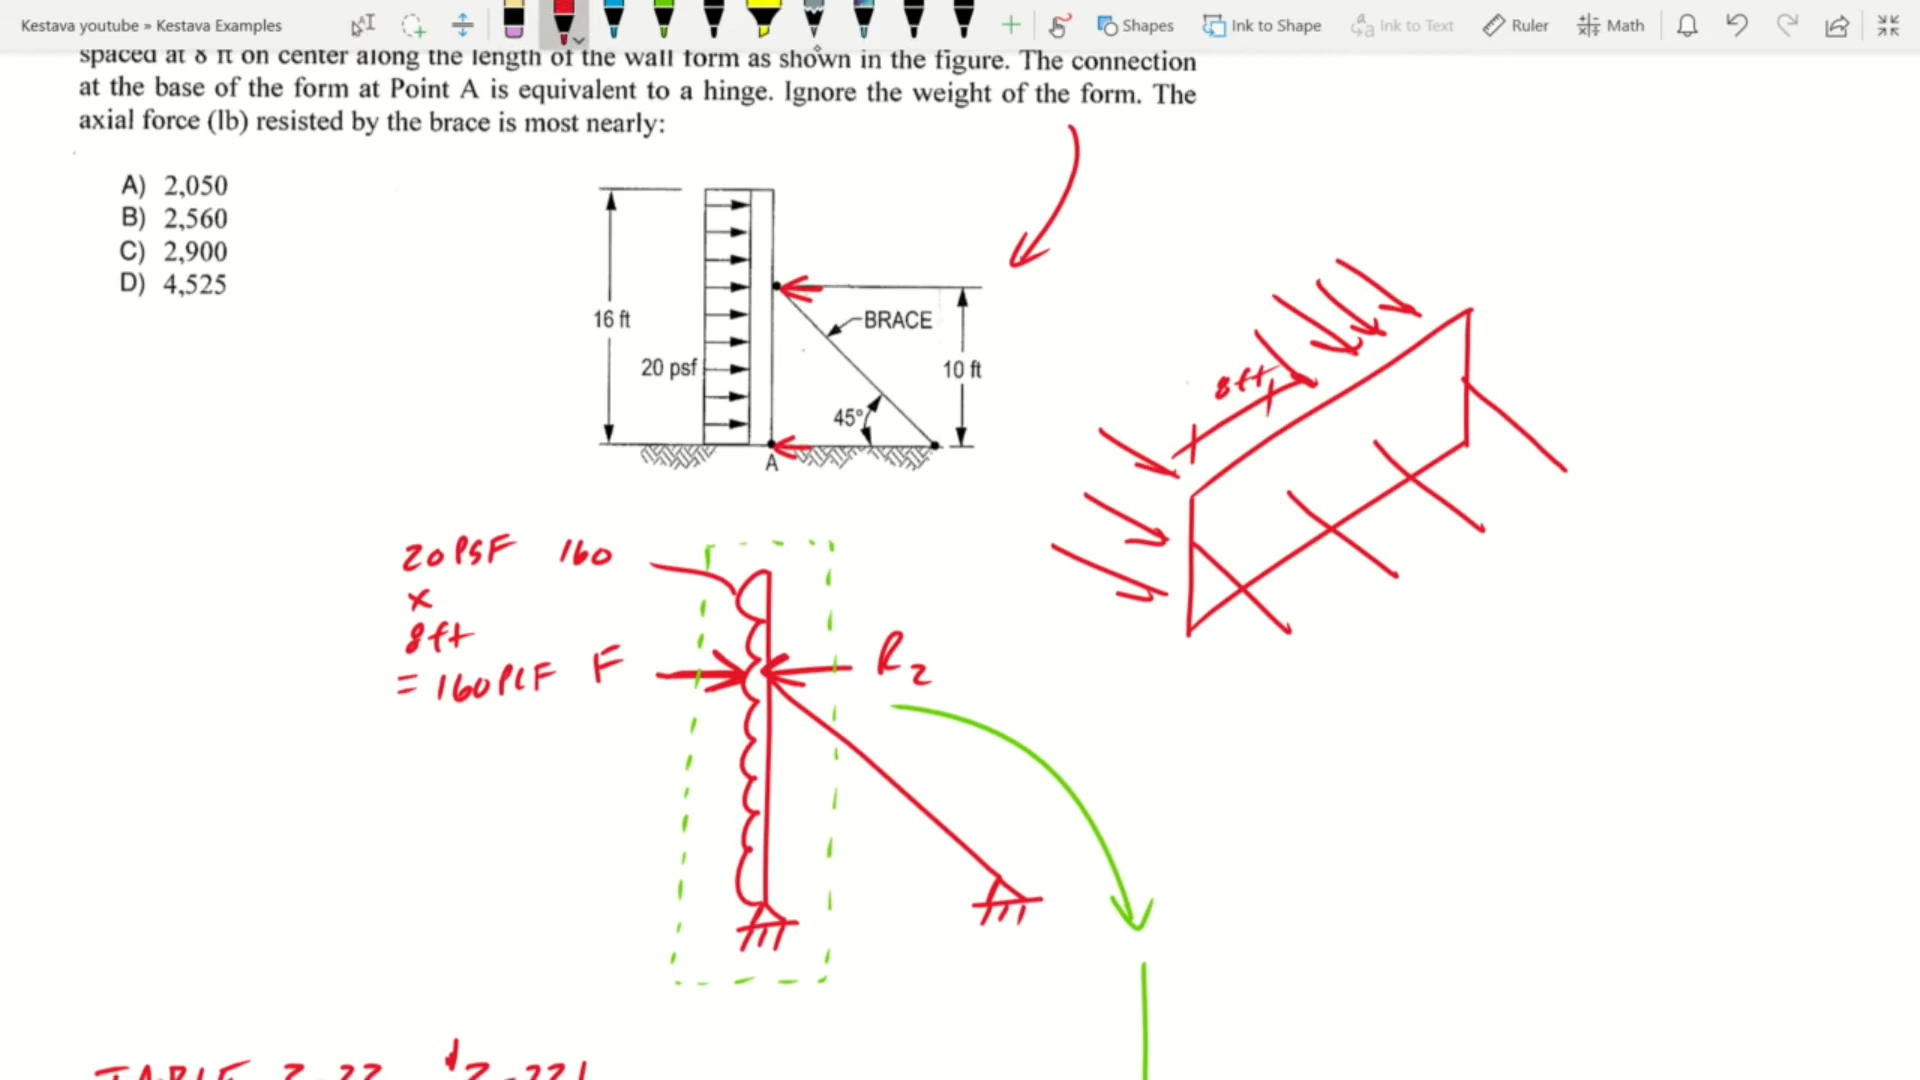 Kestava youtube » Kestava Examples
Shapes
Ink to Shape
Ink to Text
Ruler
Math
spaced at 8 ft on center along the length of the wall form as shown in the figure. The connection
at the base of the form at Point A is equivalent to a hinge. Ignore the weight of the form. The
axial force (lb) resisted by the brace is most nearly:
A) 2,050
B) 2,560
C) 2,900
D) 4,525
16 ft
20 psf
BRACE
10 ft
45°
A
8ft
20PSF 160
x
8ft
= 160PLF F
R2
TABLE